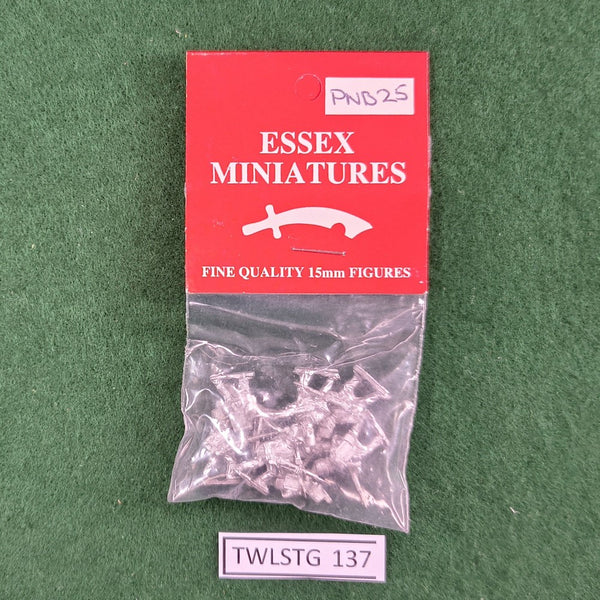 PNB25
ESSEX
MINIATURES
FINE QUALITY 15mm FIGURES
TWLSTG 137